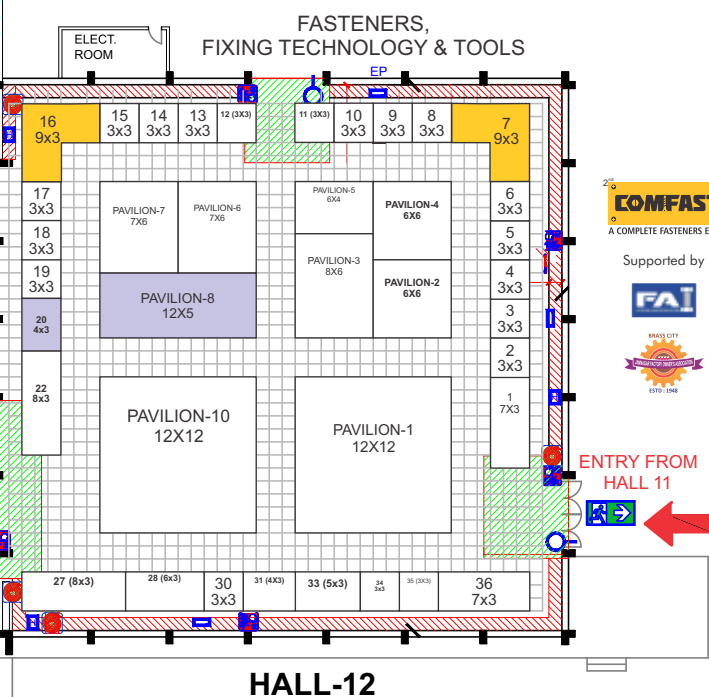 FASTENERS,
FIXING TECHNOLOGY & TOOLS
ELECT.
ROOM
EP
16
9x3
15
3x3
14
3x3
13
3x3
12 (3X3)
11 (3X3)
10
3x3
9
3x3
8
3x3
7
9x3
17
3x3
18
3x3
19
3x3
20
4x3
22
8x3
PAVILION-7
7X6
PAVILION-6
7X6
PAVILION-5
6X4
PAVILION-4
6X6
PAVILION-3
8X6
PAVILION-2
6X6
PAVILION-8
12X5
PAVILION-10
12X12
PAVILION-1
12X12
6
3x3
5
3x3
4
3x3
3
3x3
2
3x3
1
7X3
27 (8x3)
28 (6x3)
30
3x3
31 (4X3)
33 (5x3)
34
3x3
35 (3X3)
36
7x3
2nd
COMFAST
A COMPLETE FASTENERS E
Supported by
FAI
BRASS CITY
JAMNAGAR FACTORY OWNER'S ASSOCIATION
ESTD : 1948
ENTRY FROM
HALL 11
HALL-12